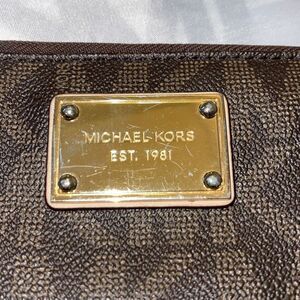 MICHAEL KORS
EST. 1981